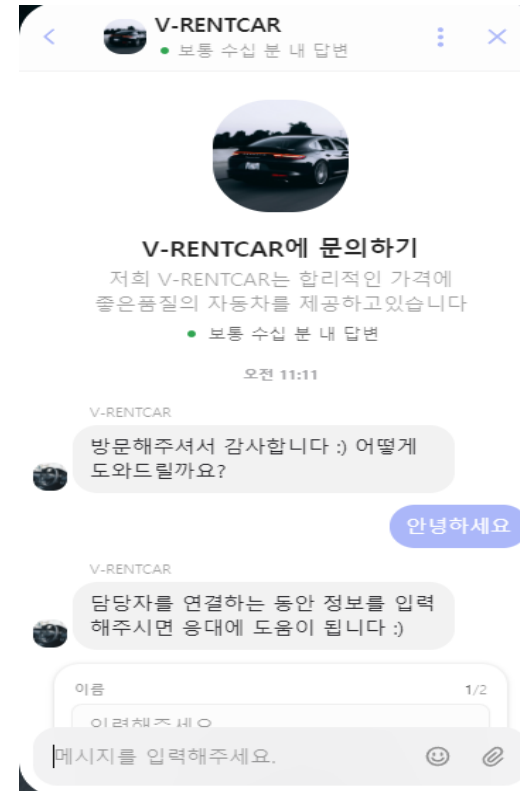 V-RENTCAR
보통 수십 분 내 답변
V-RENTCAR에 문의하기
저희 V-RENTCAR는 합리적인 가격에
좋은품질의 자동차를 제공하고있습니다
보통 수십 분 내 답변
오전 11:11
V-RENTCAR
방문해주셔서 감사합니다 :) 어떻게
도와드릴까요?
안녕하세요
V-RENTCAR
담당자를 연결하는 동안 정보를 입력
해주시면 응대에 도움이 됩니다 :)
이름 1/2
입력해주세요
메시지를 입력해주세요.